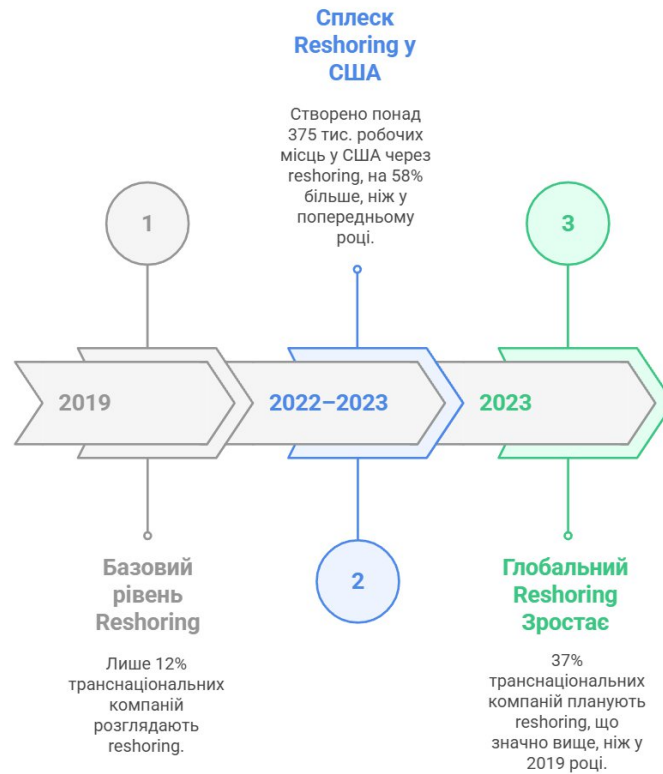 Сплеск
Reshoring у
США
Створено понад
375 тис. робочих
місць у США через
reshoring, на 58%
більше, ніж у
попередньому
році.
1
3
2019
2022–2023
2023
Базовий
рівень
Reshoring
Лише 12%
транснаціональних
компаній
розглядають
reshoring.
2
Глобальний
Reshoring
Зростає
37%
транснаціональних
компаній планують
reshoring, що
значно вище, ніж у
2019 році.